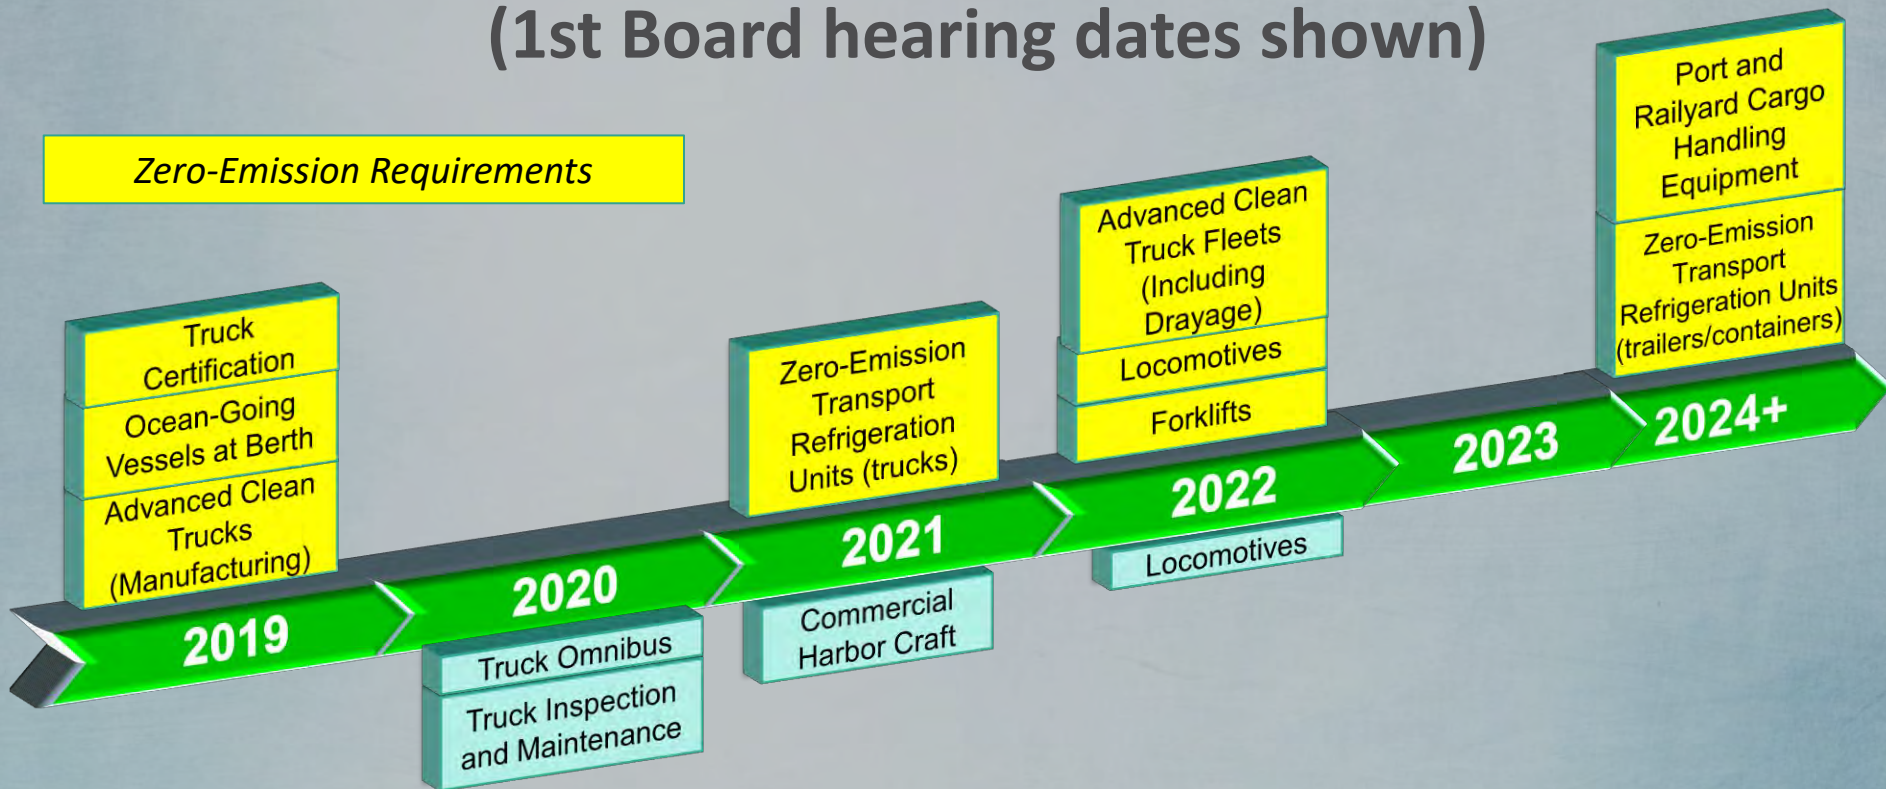 (1st Board hearing dates shown)
Zero-Emission Requirements
Truck
Certification
Ocean-Going
Vessels at Berth
Advanced Clean
Trucks
(Manufacturing)
Zero-Emission
Transport
Refrigeration
Units (trucks)
Advanced Clean
Truck Fleets
(Including
Drayage)
Locomotives
Forklifts
Port and
Railyard Cargo
Handling
Equipment
Zero-Emission
Transport
Refrigeration Units
(trailers/containers)
2019
2020
2021
2022
2023
2024+
Truck Omnibus
Truck Inspection
and Maintenance
Commercial
Harbor Craft
Locomotives